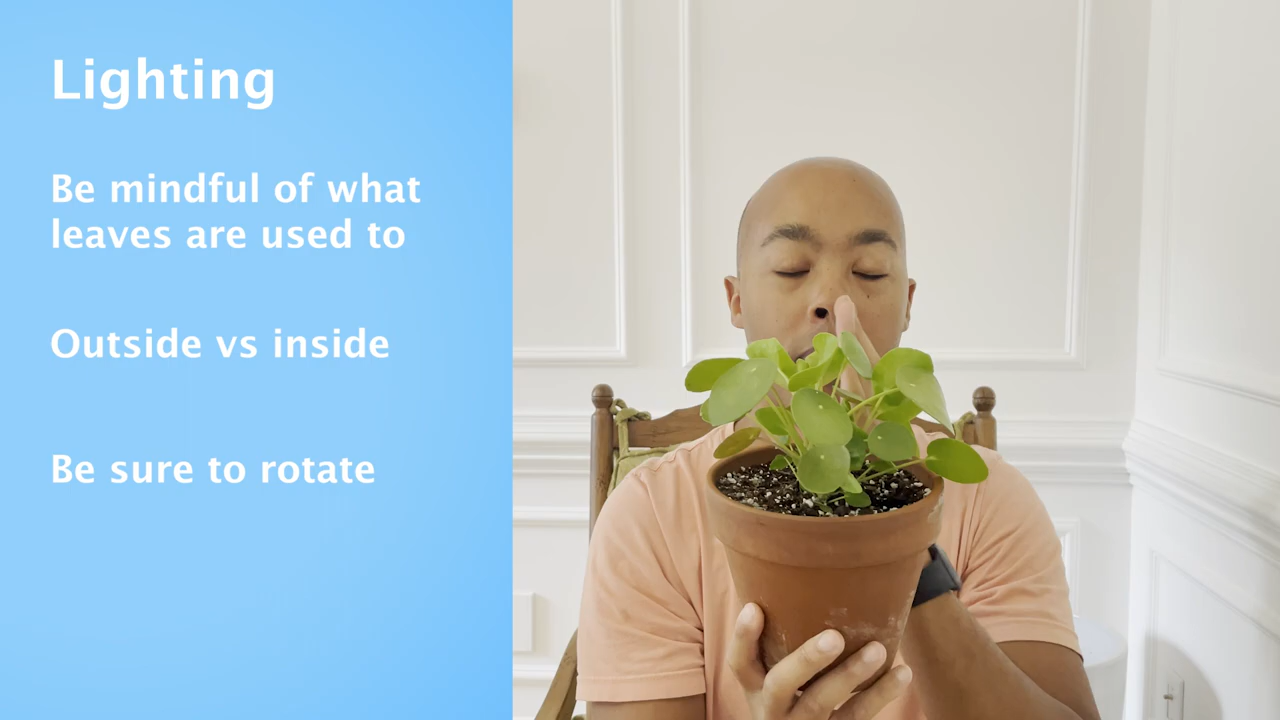 Lighting
Be mindful of what
leaves are used to
Outside vs inside
Be sure to rotate